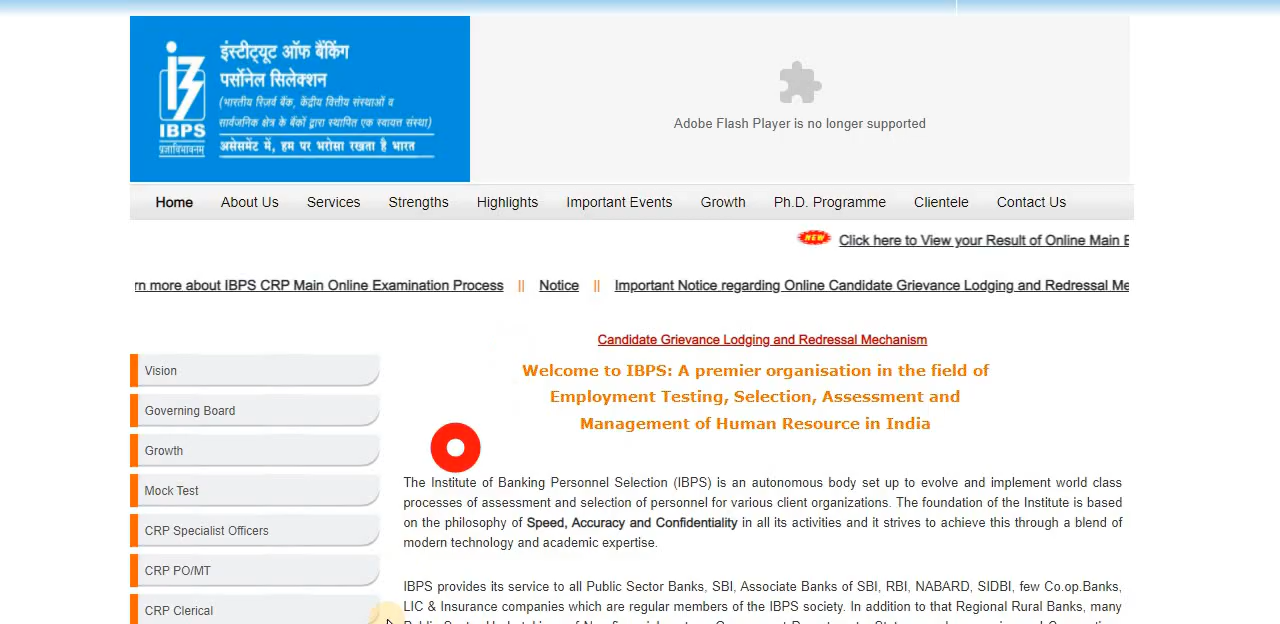 इंस्टीट्यूट ऑफ बैंकिंग
पर्सोनेल सिलेक्शन
(भारतीय रिज़र्व बैंक, केंद्रीय वित्तीय संस्थाओं व
सार्वजनिक क्षेत्र के बैंकों द्वारा स्थापित एक स्वायत्त संस्था)
IBPS
असेसमेंट में, हम पर भरोसा रखता है भारत
Adobe Flash Player is no longer supported
Home About Us Services Strengths Highlights Important Events Growth Ph.D. Programme Clientele Contact Us
NEW Click here to View your Result of Online Main E
rn more about IBPS CRP Main Online Examination Process || Notice || Important Notice regarding Online Candidate Grievance Lodging and Redressal Me
Candidate Grievance Lodging and Redressal Mechanism
Welcome to IBPS: A premier organisation in the field of
Employment Testing, Selection, Assessment and
Management of Human Resource in India
Vision
Governing Board
Growth
Mock Test
CRP Specialist Officers
CRP PO/MT
CRP Clerical
The Institute of Banking Personnel Selection (IBPS) is an autonomous body set up to evolve and implement world class
processes of assessment and selection of personnel for various client organizations. The foundation of the Institute is based
on the philosophy of Speed, Accuracy and Confidentiality in all its activities and it strives to achieve this through a blend of
modern technology and academic expertise.
IBPS provides its service to all Public Sector Banks, SBI, Associate Banks of SBI, RBI, NABARD, SIDBI, few Co.op.Banks,
LIC & Insurance companies which are regular members of the IBPS society. In addition to that Regional Rural Banks, many